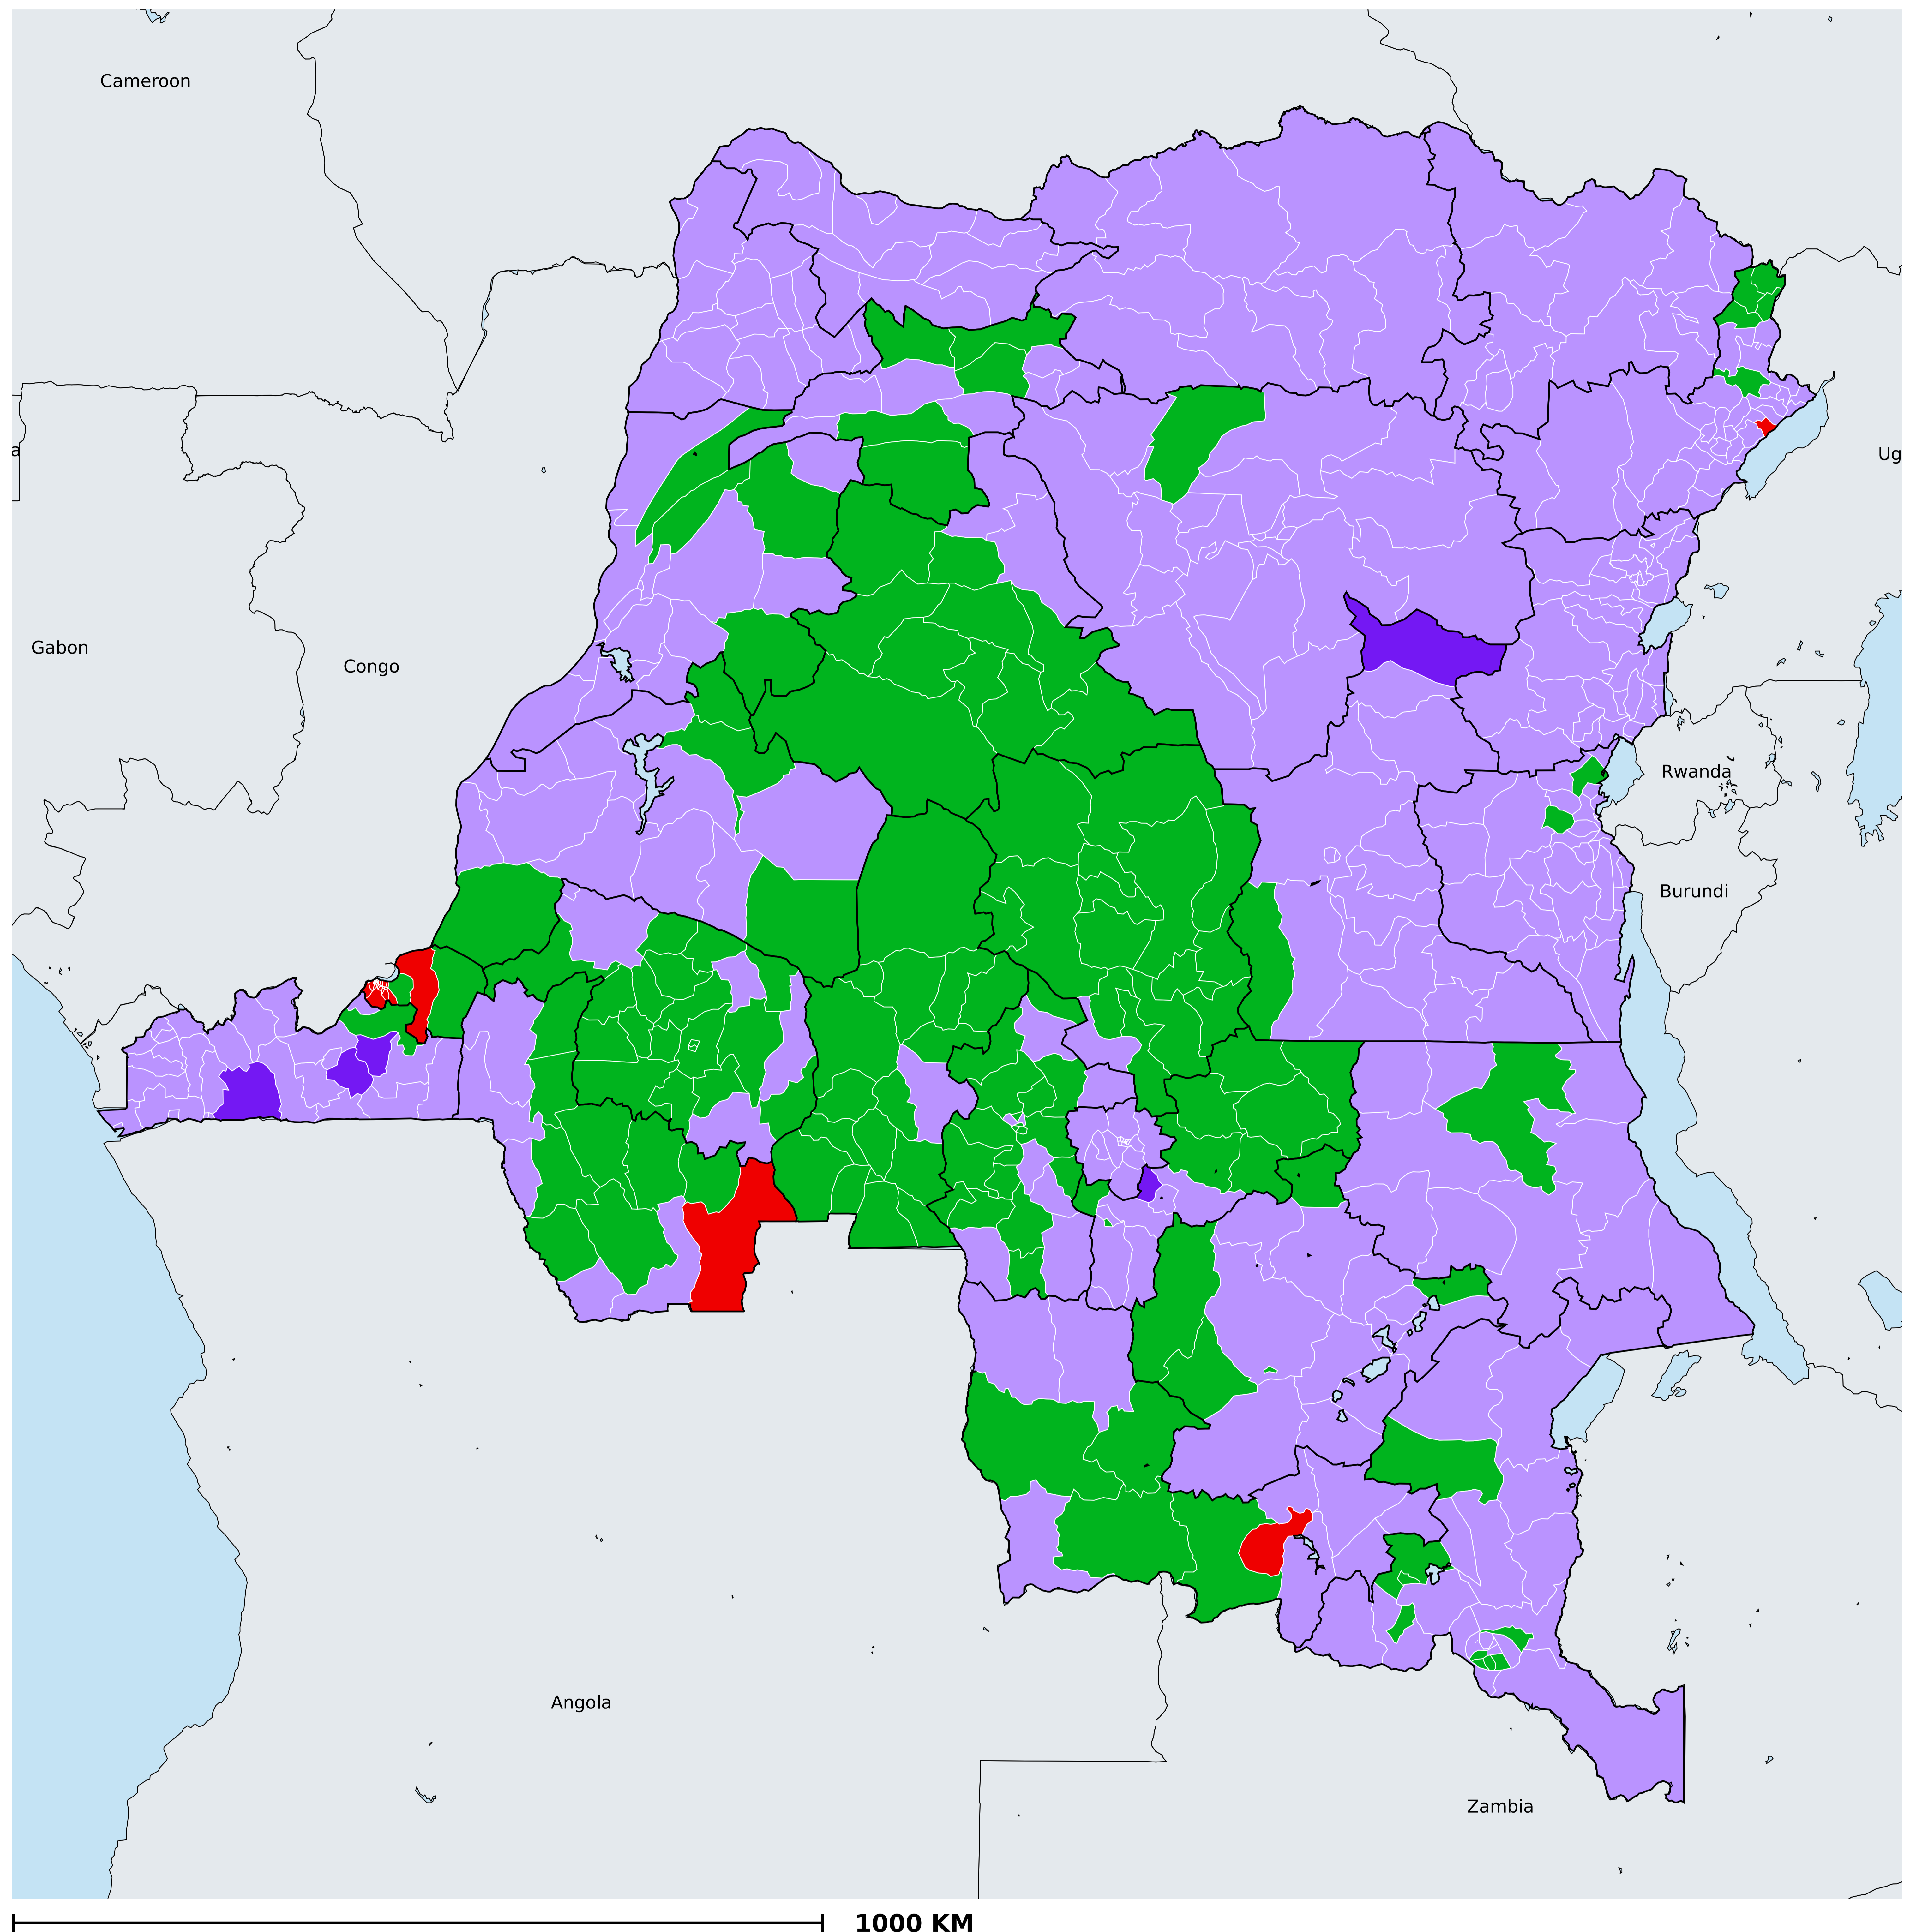 Cameroon
a
Ug
Gabon
Congo
Rwanda
Burundi
Angola
Zambia
1000 KM